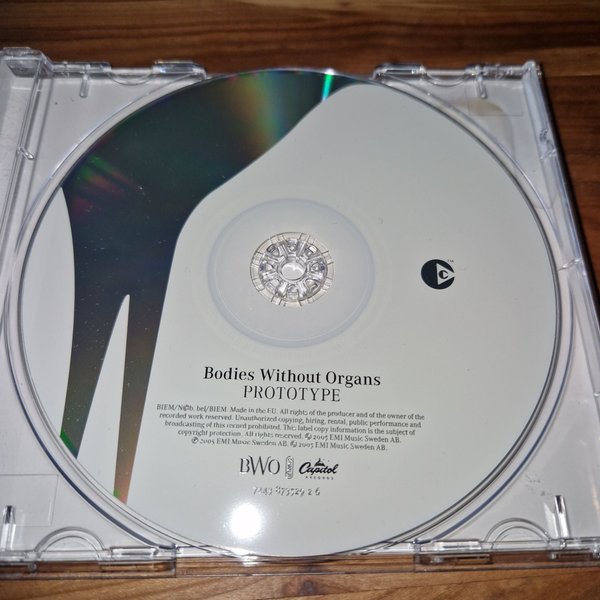 Bodies Without Organs
PROTOTYPE
BIEM/N©b. bel/BIEM. Made in the EU. All rights of the producer and of the owner of the
recorded work reserved. Unauthorized copying, hiring, rental, public performance and
broadcasting of this record prohibited. This label copy information is the subject of
copyright protection. All rights reserved. © 2005 EMI Music Sweden AB.
℗ 2005 EMI Music Sweden AB. © 2005 EMI Music Sweden AB.
BWO Capitol
RECORDS